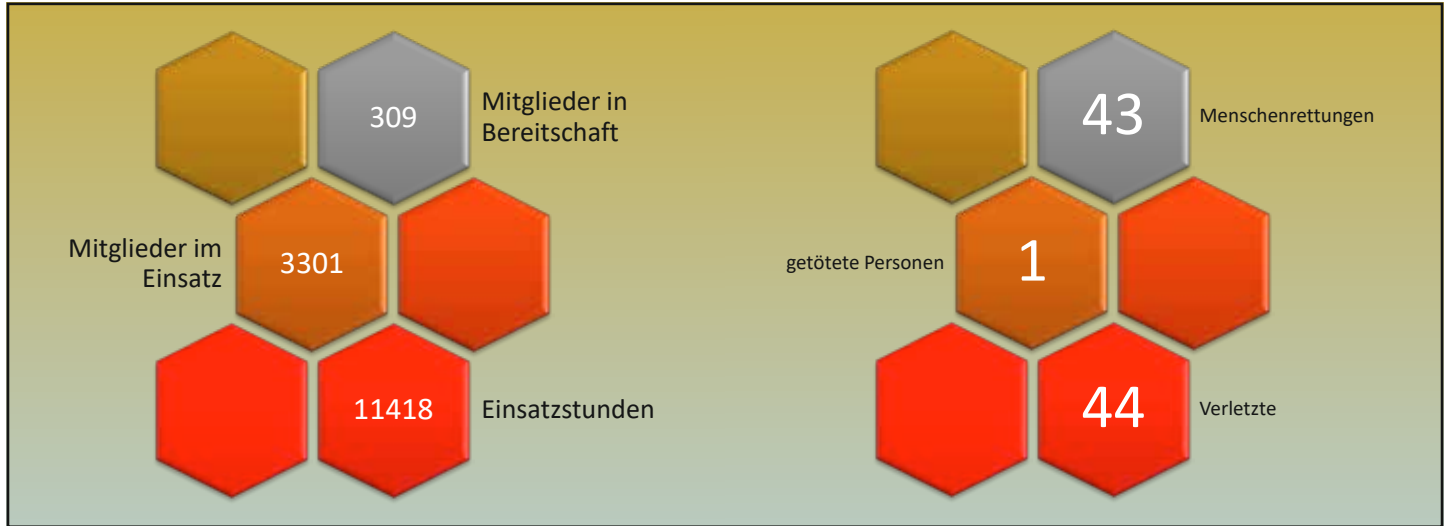 309
Mitglieder in
Bereitschaft
Mitglieder im
Einsatz
3301
11418
Einsatzstunden
43
Menschenrettungen
getötete Personen
1
44
Verletzte